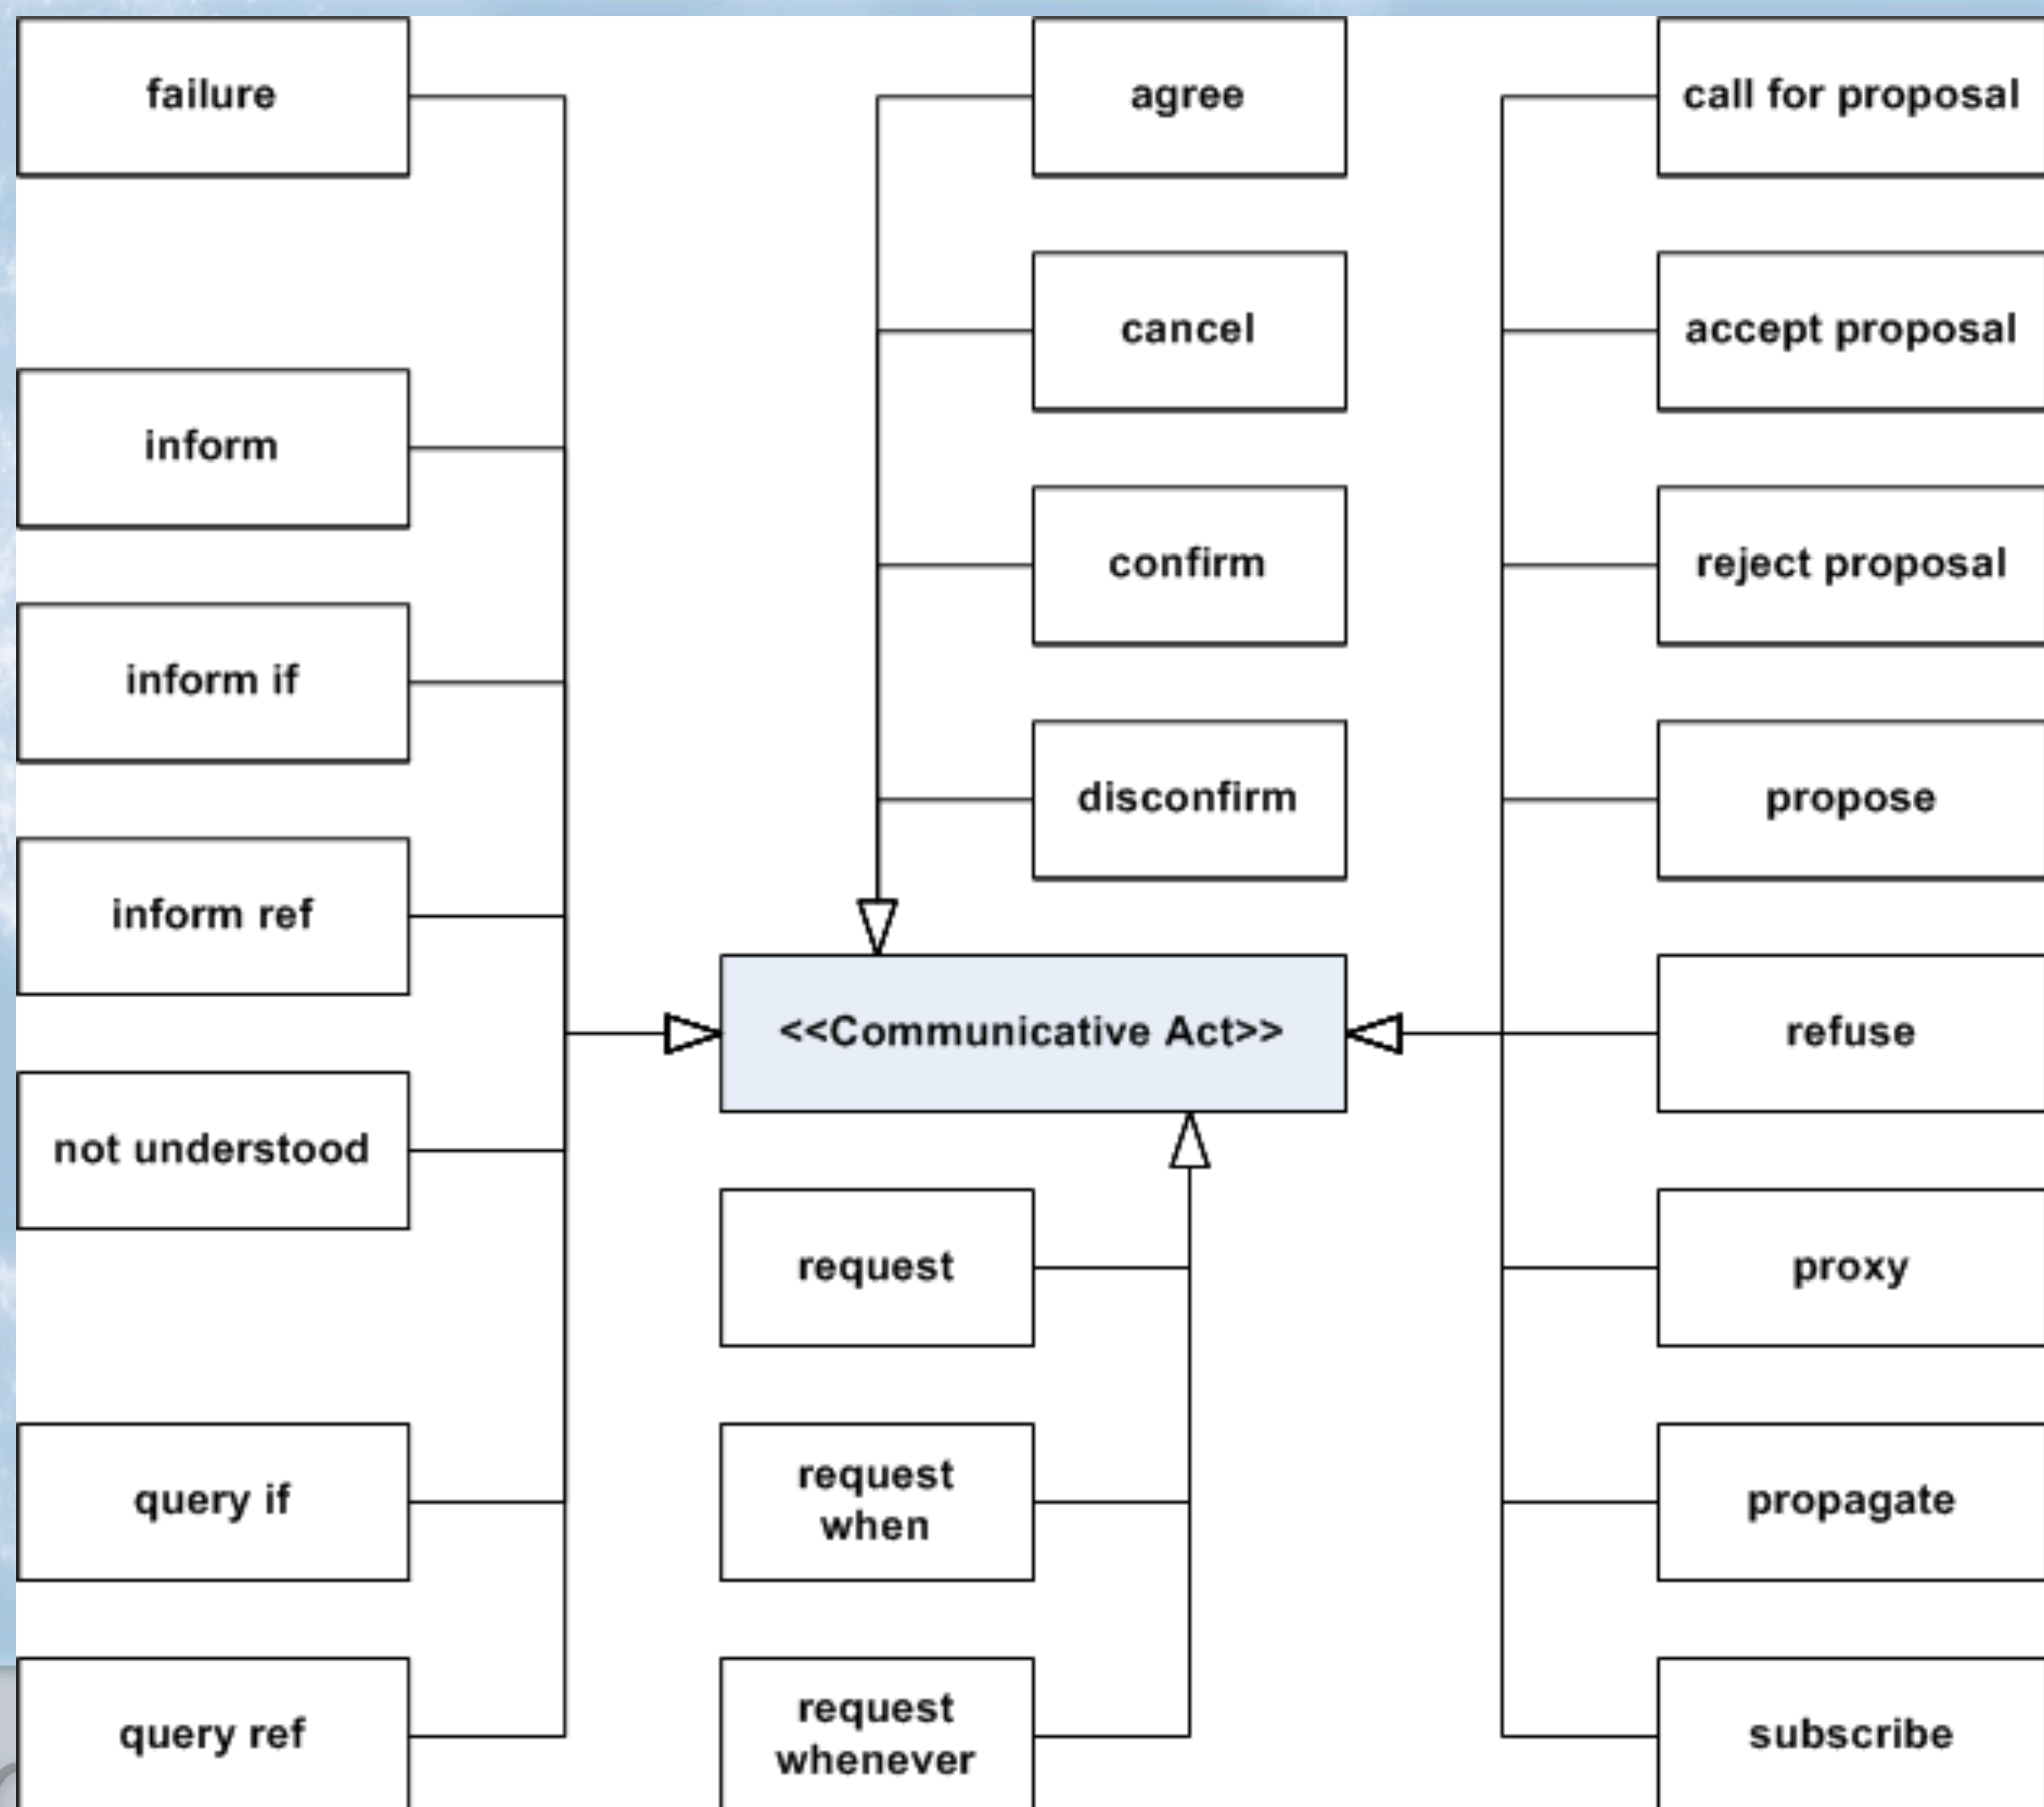 failure
agree
call for proposal
cancel
accept proposal
inform
confirm
reject proposal
inform if
disconfirm
propose
inform ref
<<Communicative Act>>
refuse
not understood
request
proxy
query if
request
when
propagate
query ref
request
whenever
subscribe